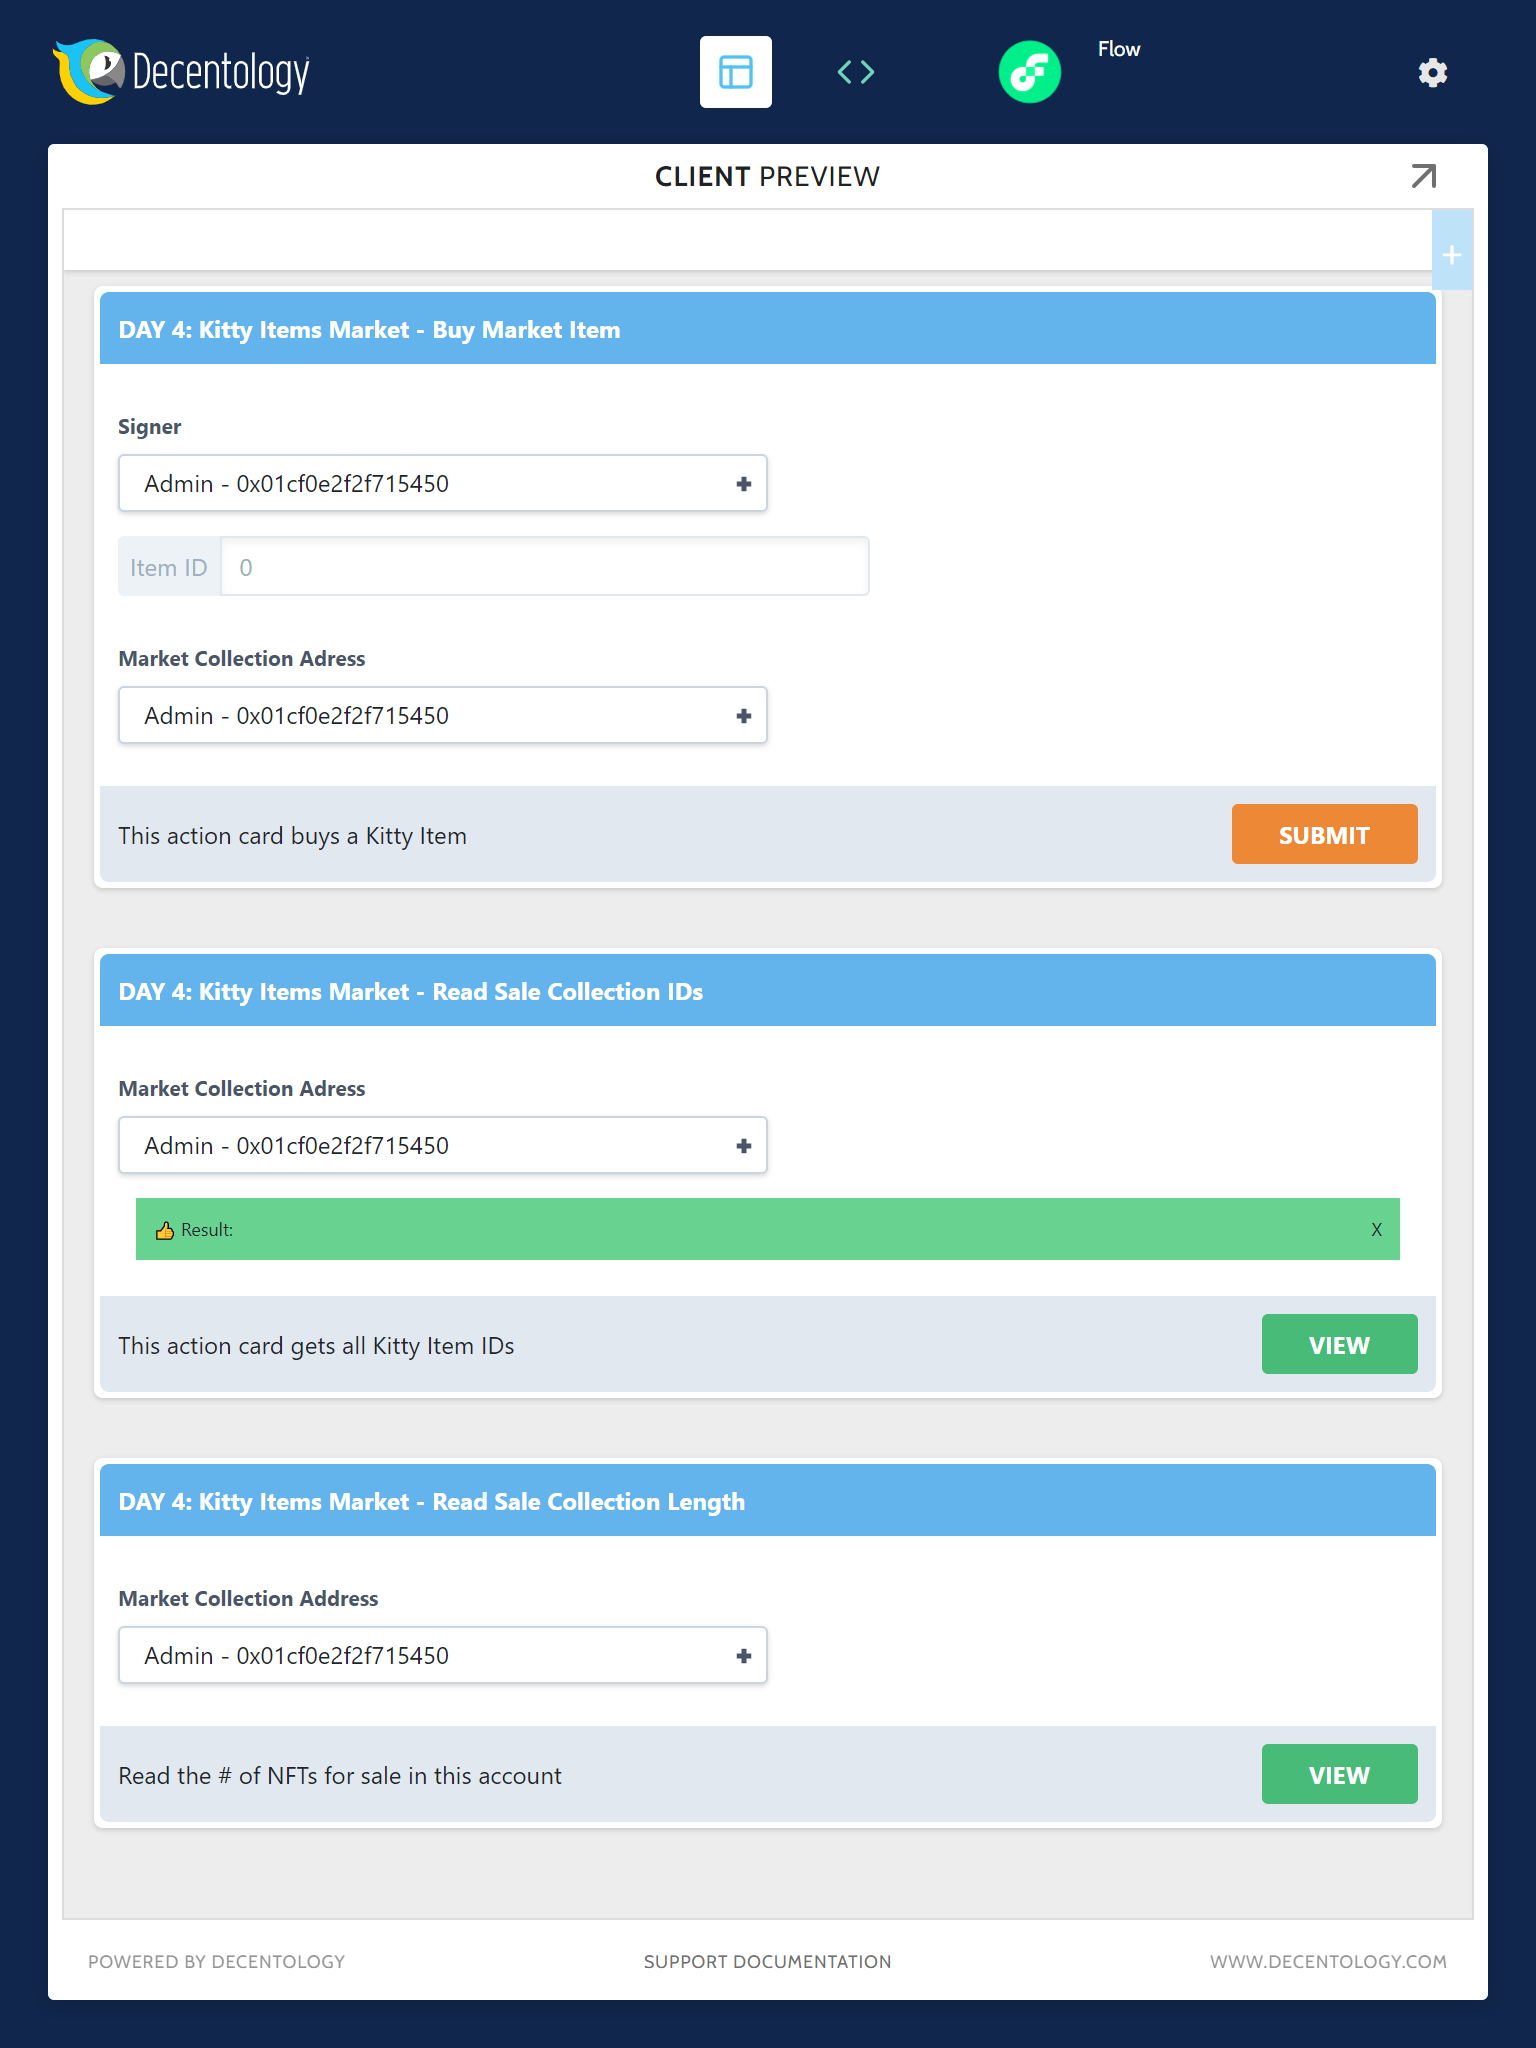 Decentology
Flow
CLIENT PREVIEW
DAY 4: Kitty Items Market - Buy Market Item
Signer
Admin - 0x01cf0e2f2f715450
Item ID 0
Market Collection Adress
Admin - 0x01cf0e2f2f715450
This action card buys a Kitty Item SUBMIT
DAY 4: Kitty Items Market - Read Sale Collection IDs
Market Collection Adress
Admin - 0x01cf0e2f2f715450
👍 Result: X
This action card gets all Kitty Item IDs VIEW
DAY 4: Kitty Items Market - Read Sale Collection Length
Market Collection Address
Admin - 0x01cf0e2f2f715450
Read the # of NFTs for sale in this account VIEW
POWERED BY DECENTOLOGY SUPPORT DOCUMENTATION WWW.DECENTOLOGY.COM